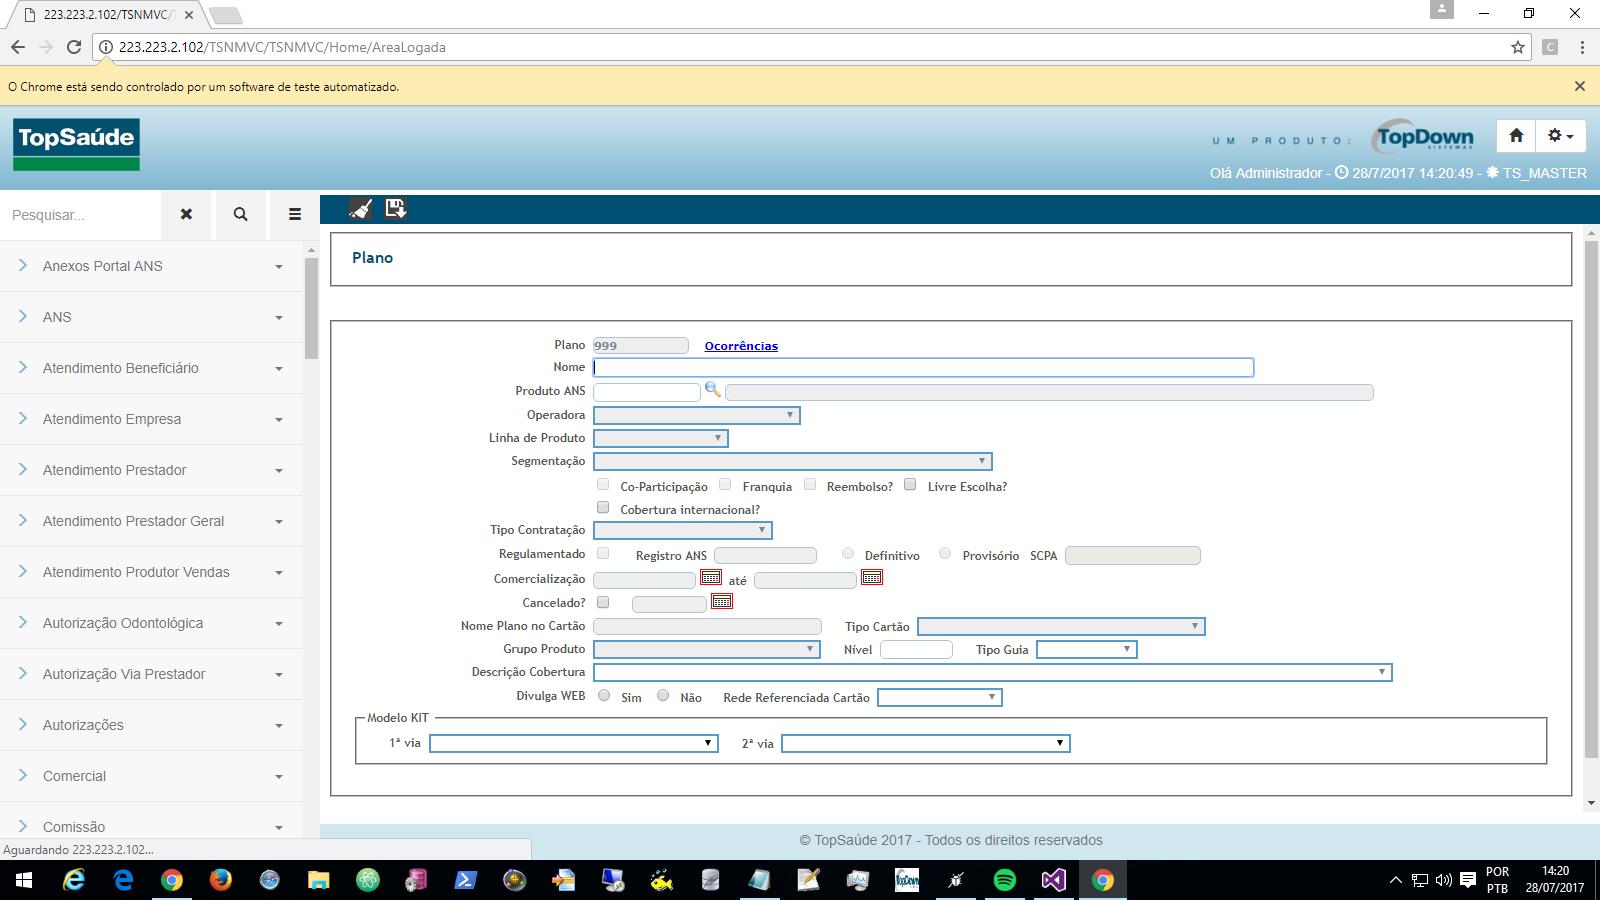 223.223.2.102/TSNMVC/T
223.223.2.102/TSNMVC/TSNMVC/Home/AreaLogada
O Chrome está sendo controlado por um software de teste automatizado.
TopSaúde
UM PRODUTO:
TopDown
SISTEMAS
Olá Administrador - 28/7/2017 14:20:49 - TS_MASTER
Pesquisar...
Anexos Portal ANS
ANS
Atendimento Beneficiário
Atendimento Empresa
Atendimento Prestador
Atendimento Prestador Geral
Atendimento Produtor Vendas
Autorização Odontológica
Autorização Via Prestador
Autorizações
Comercial
Comissão
Plano
Plano 999 Ocorrências
Nome
Produto ANS
Operadora
Linha de Produto
Segmentação
Co-Participação Franquia Reembolso? Livre Escolha?
Cobertura internacional?
Tipo Contratação
Regulamentado Registro ANS Definitivo Provisório SCPA
Comercialização até
Cancelado?
Nome Plano no Cartão Tipo Cartão
Grupo Produto Nível Tipo Guia
Descrição Cobertura
Divulga WEB Sim Não Rede Referenciada Cartão
Modelo KIT
1ª via 2ª via
© TopSaúde 2017 - Todos os direitos reservados
Aguardando 223.223.2.102...
TopDown
POR
PTB
14:20
28/07/2017